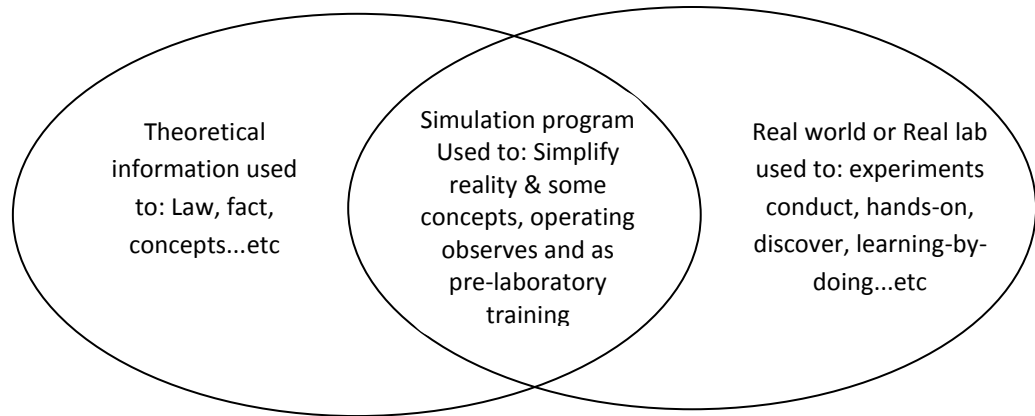 Theoretical
information used
to: Law, fact,
concepts...etc
Simulation program
Used to: Simplify
reality & some
concepts, operating
observes and as
pre-laboratory
training
Real world or Real lab
used to: experiments
conduct, hands-on,
discover, learning-by-
doing...etc